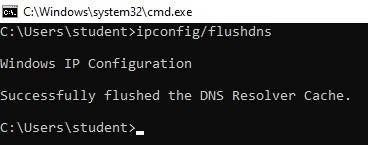 C:\Windows\system32\cmd.exe
C:\Users\student>ipconfig/flushdns
Windows IP Configuration
Successfully flushed the DNS Resolver Cache.
C:\Users\student>